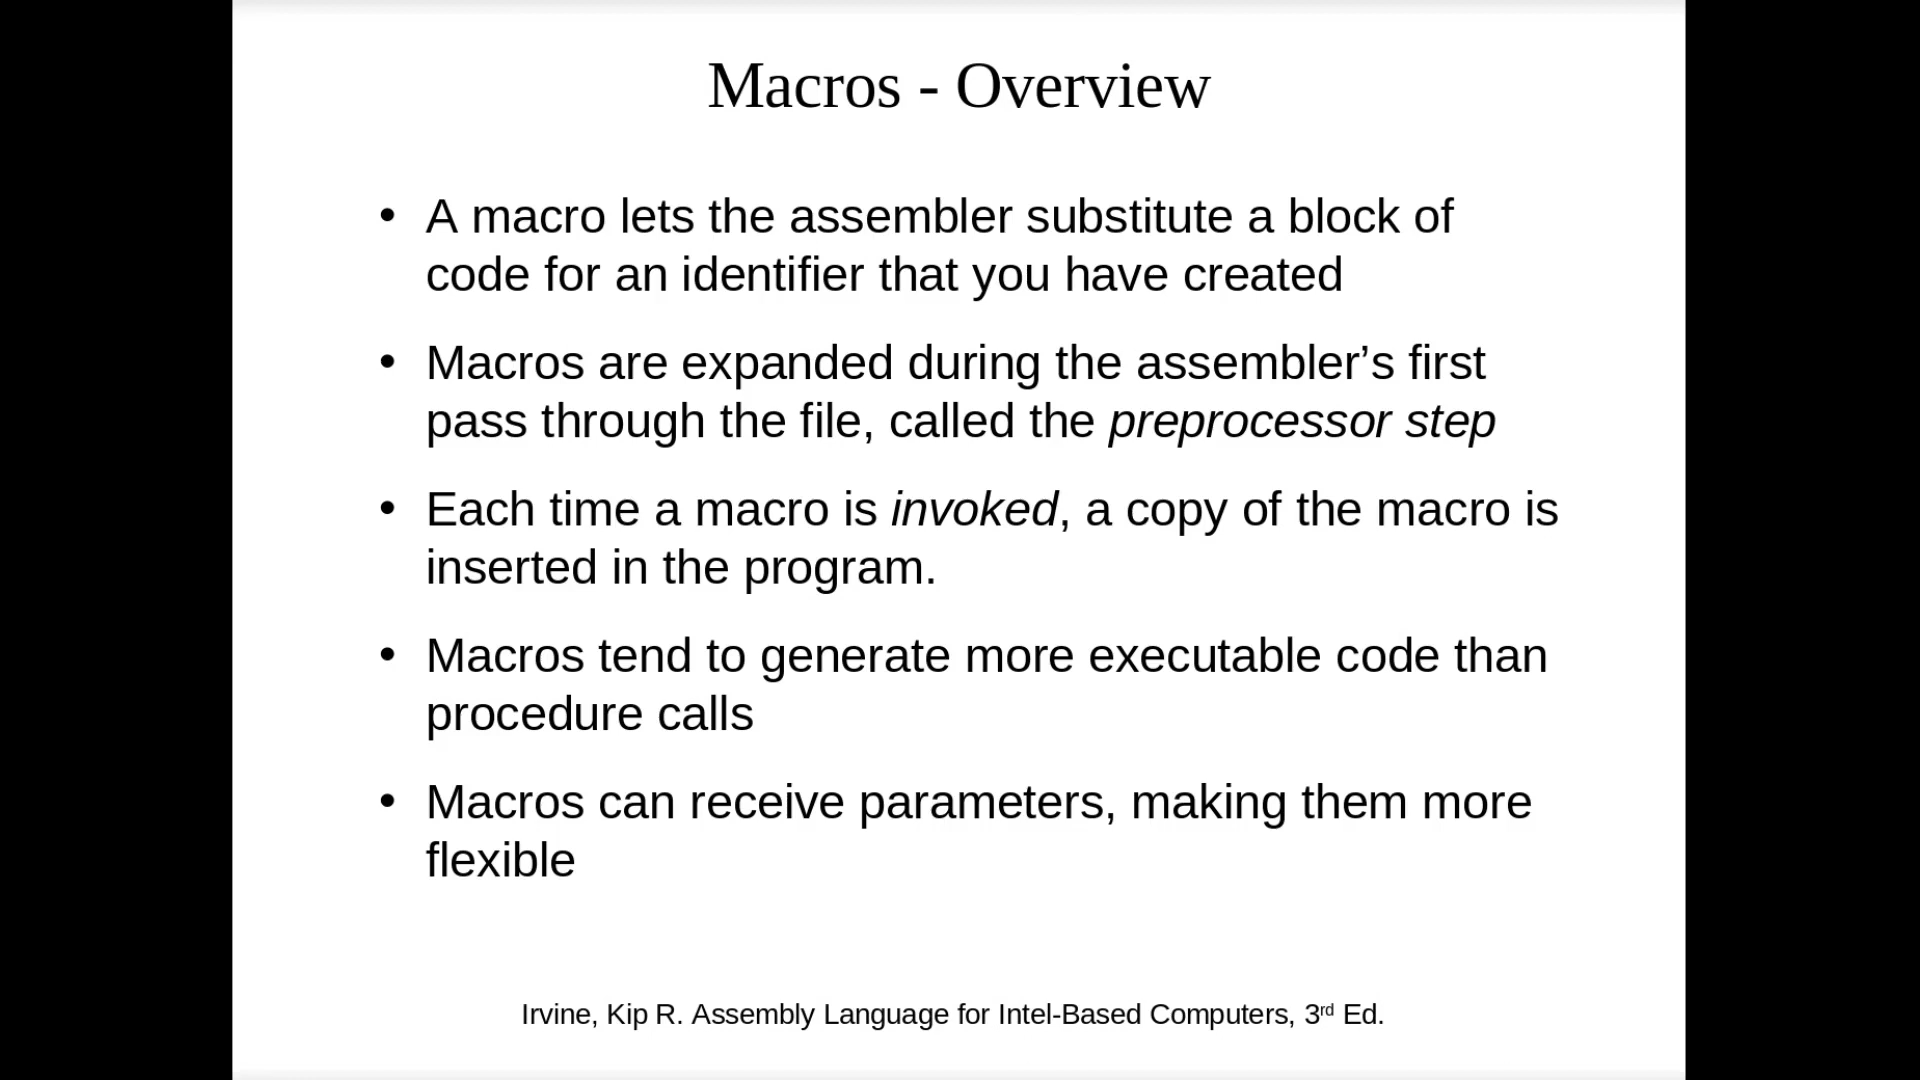 Macros - Overview
• A macro lets the assembler substitute a block of
code for an identifier that you have created
• Macros are expanded during the assembler’s first
pass through the file, called the preprocessor step
• Each time a macro is invoked, a copy of the macro is
inserted in the program.
• Macros tend to generate more executable code than
procedure calls
• Macros can receive parameters, making them more
flexible
Irvine, Kip R. Assembly Language for Intel-Based Computers, 3rd Ed.